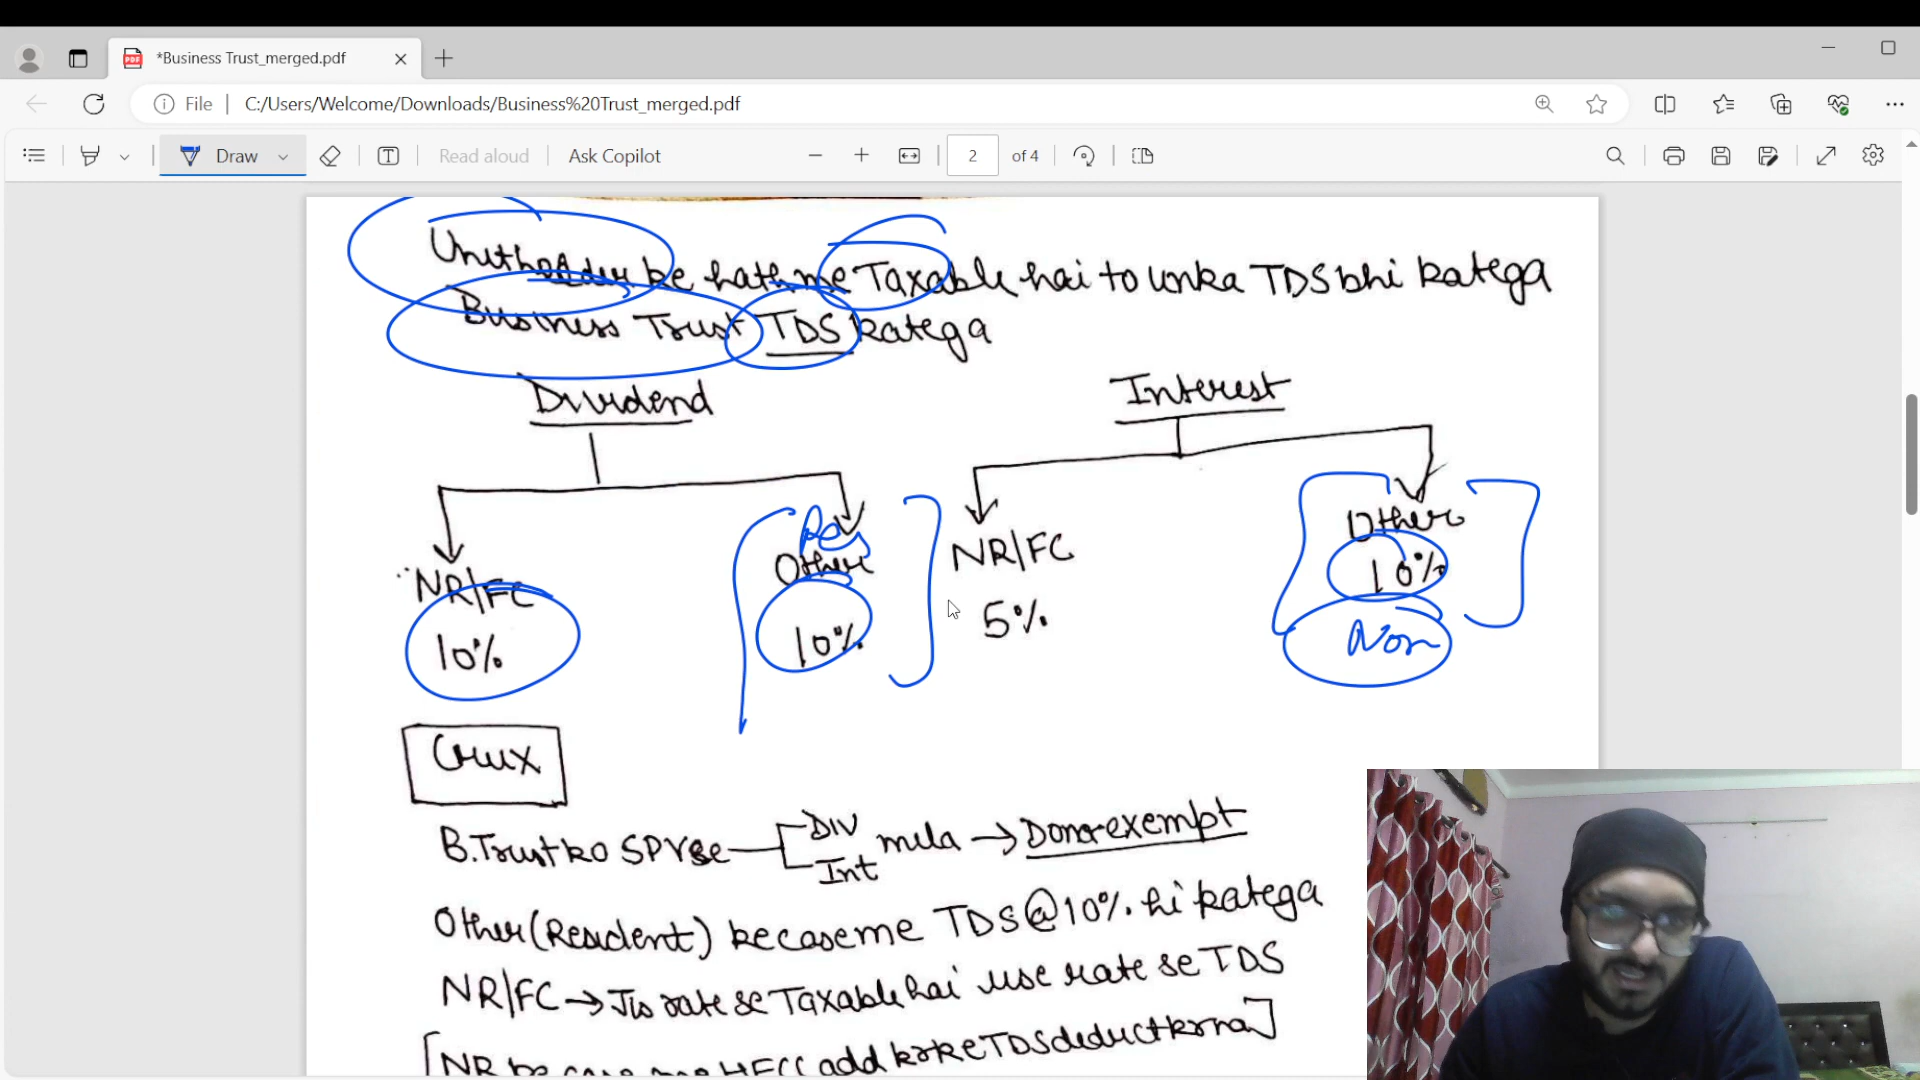 *Business Trust_merged.pdf
File | C:/Users/Welcome/Downloads/Business%20Trust_merged.pdf
Draw
Read aloud
Ask Copilot
2 of 4
Unitholder ke hath me Taxable hai to unka TDS bhi katega
Business Trust TDS katega
Dividend
Interest
NR/FC
10%
Other
10%
NR/FC
5%
Other
10%
Non
Crux
B.Trust ko SPV se DIV Int mila → Dono exempt
Other (Resident) ke case me TDS @ 10% hi katega
NR/FC → Jis rate se Taxable hai use rate se TDS
[NR ke case me HFCC add krke TDS deduct krna]